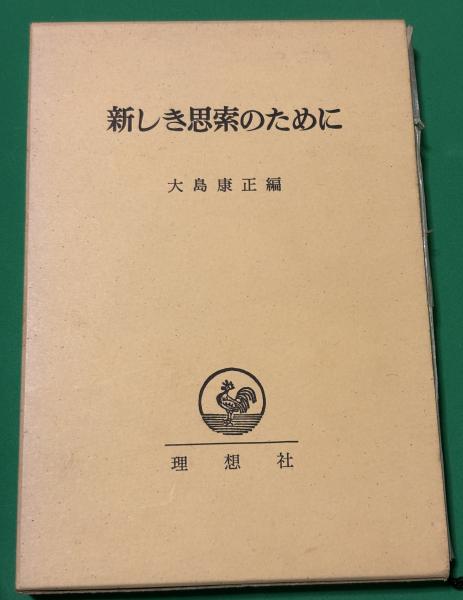 新しき思索のために
大島康正編
理想社